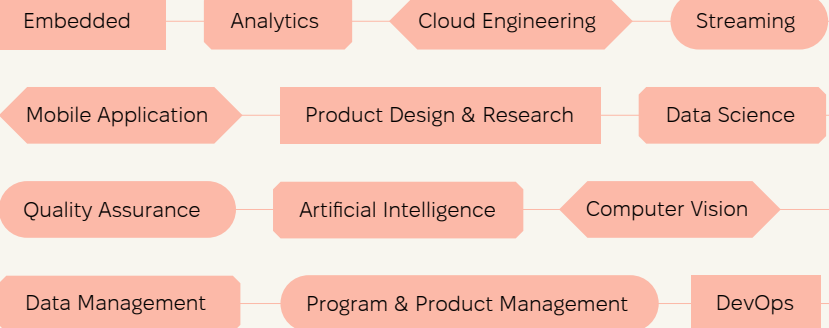 Embedded Analytics Cloud Engineering Streaming
Mobile Application Product Design & Research Data Science
Quality Assurance Artificial Intelligence Computer Vision
Data Management Program & Product Management DevOps